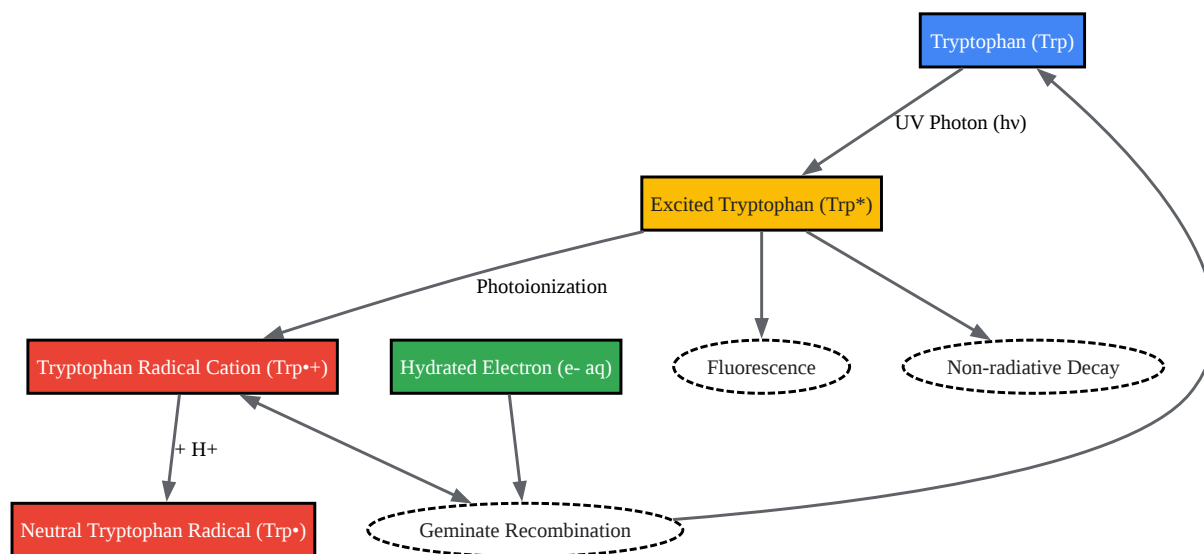 Tryptophan (Trp)
UV Photon (hν)
Excited Tryptophan (Trp*)
Photoionization
Tryptophan Radical Cation (Trp•+)
Hydrated Electron (e- aq)
Fluorescence
Non-radiative Decay
+ H+
Neutral Tryptophan Radical (Trp•)
Geminate Recombination